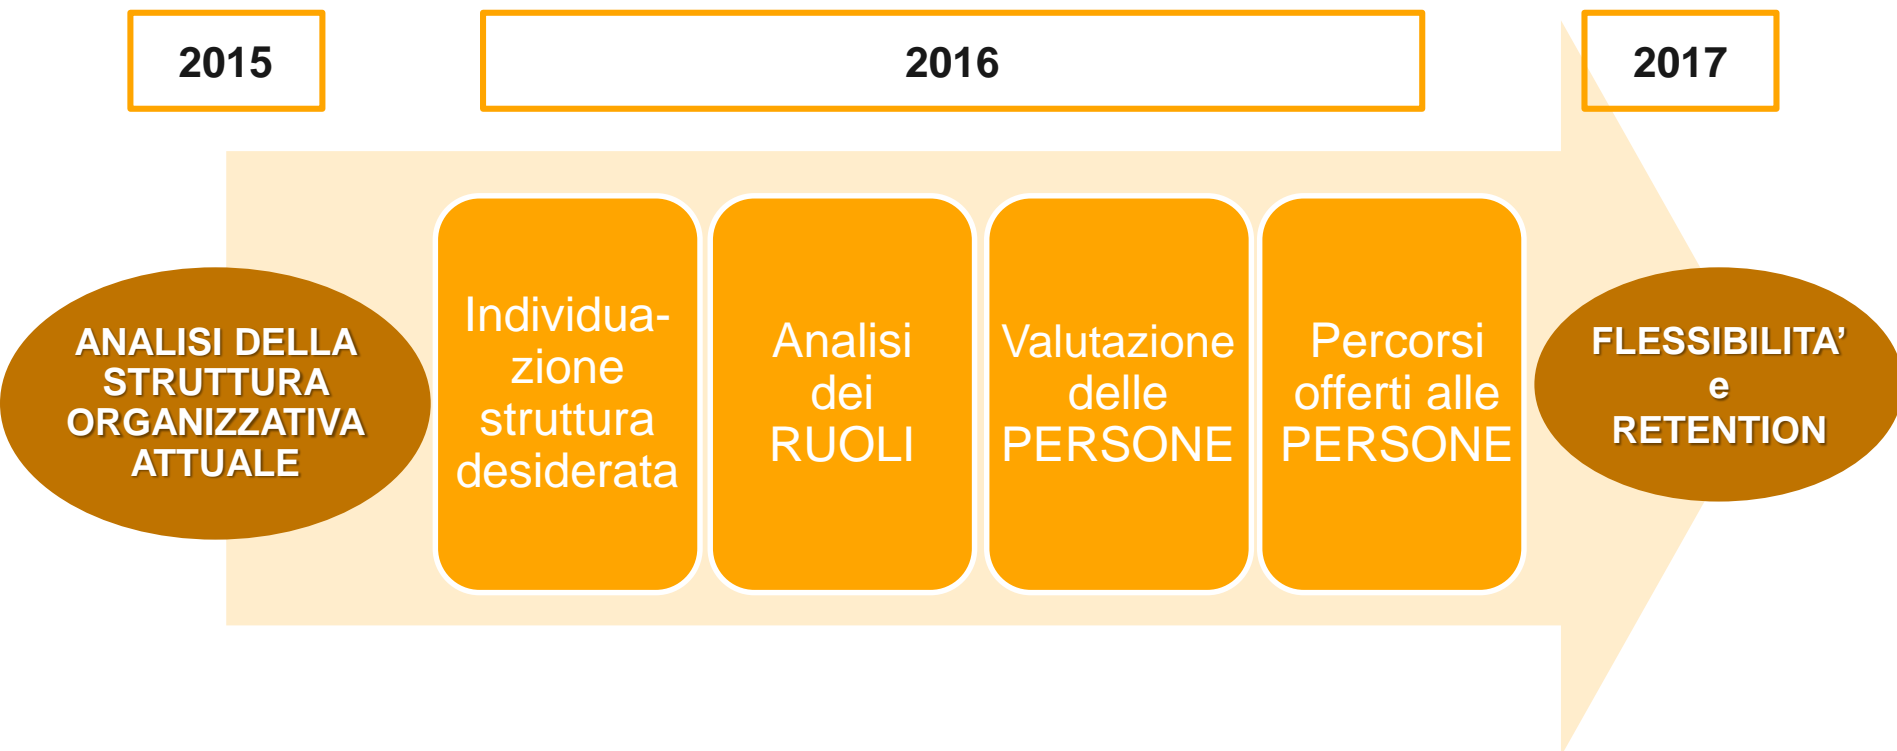 2015
2016
2017
ANALISI DELLA
STRUTTURA
ORGANIZZATIVA
ATTUALE
Individua-
zione
struttura
desiderata
Analisi
dei
RUOLI
Valutazione
delle
PERSONE
Percorsi
offerti alle
PERSONE
FLESSIBILITA’
e
RETENTION